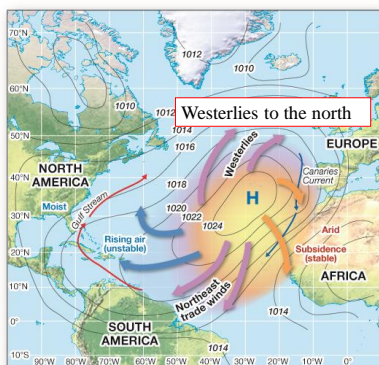 70°N
1012
1010
60°N
1010
1012
Westerlies to the north
50°N
1014
1016
Westerlies
EUROPE
NORTH
AMERICA
40°N
Canaries
Current
Moist
Gulf Stream
1018
H
30°N
1020
1022
1024
Arid
Rising air
(unstable)
Subsidence
(stable)
20°N
10°N
Northeast
trade winds
AFRICA
0°
SOUTH
AMERICA
1014
1014
10°S
90°W 80°W 70°W 60°W 50°W 40°W 30°W 20°W 10°W 0°